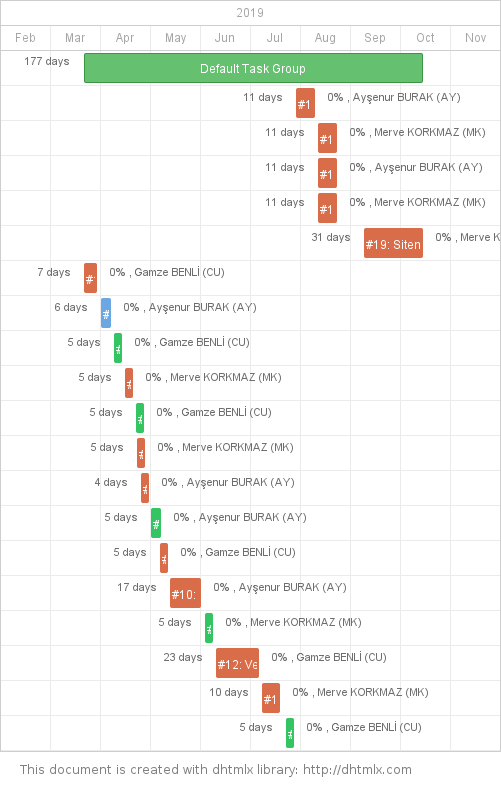 2019
Feb Mar Apr May Jun Jul Aug Sep Oct Nov
177 days Default Task Group
11 days #1 0% , Ayşenur BURAK (AY)
11 days #1 0% , Merve KORKMAZ (MK)
11 days #1 0% , Ayşenur BURAK (AY)
11 days #1 0% , Merve KORKMAZ (MK)
31 days #19: Siten 0% , Merve K
7 days # 0% , Gamze BENLİ (CU)
6 days # 0% , Ayşenur BURAK (AY)
5 days # 0% , Gamze BENLİ (CU)
5 days # 0% , Merve KORKMAZ (MK)
5 days # 0% , Gamze BENLİ (CU)
5 days # 0% , Merve KORKMAZ (MK)
4 days # 0% , Ayşenur BURAK (AY)
5 days # 0% , Ayşenur BURAK (AY)
5 days # 0% , Gamze BENLİ (CU)
17 days #10: 0% , Ayşenur BURAK (AY)
5 days # 0% , Merve KORKMAZ (MK)
23 days #12: Ve 0% , Gamze BENLİ (CU)
10 days #1 0% , Merve KORKMAZ (MK)
5 days # 0% , Gamze BENLİ (CU)
This document is created with dhtmlx library: http://dhtmlx.com